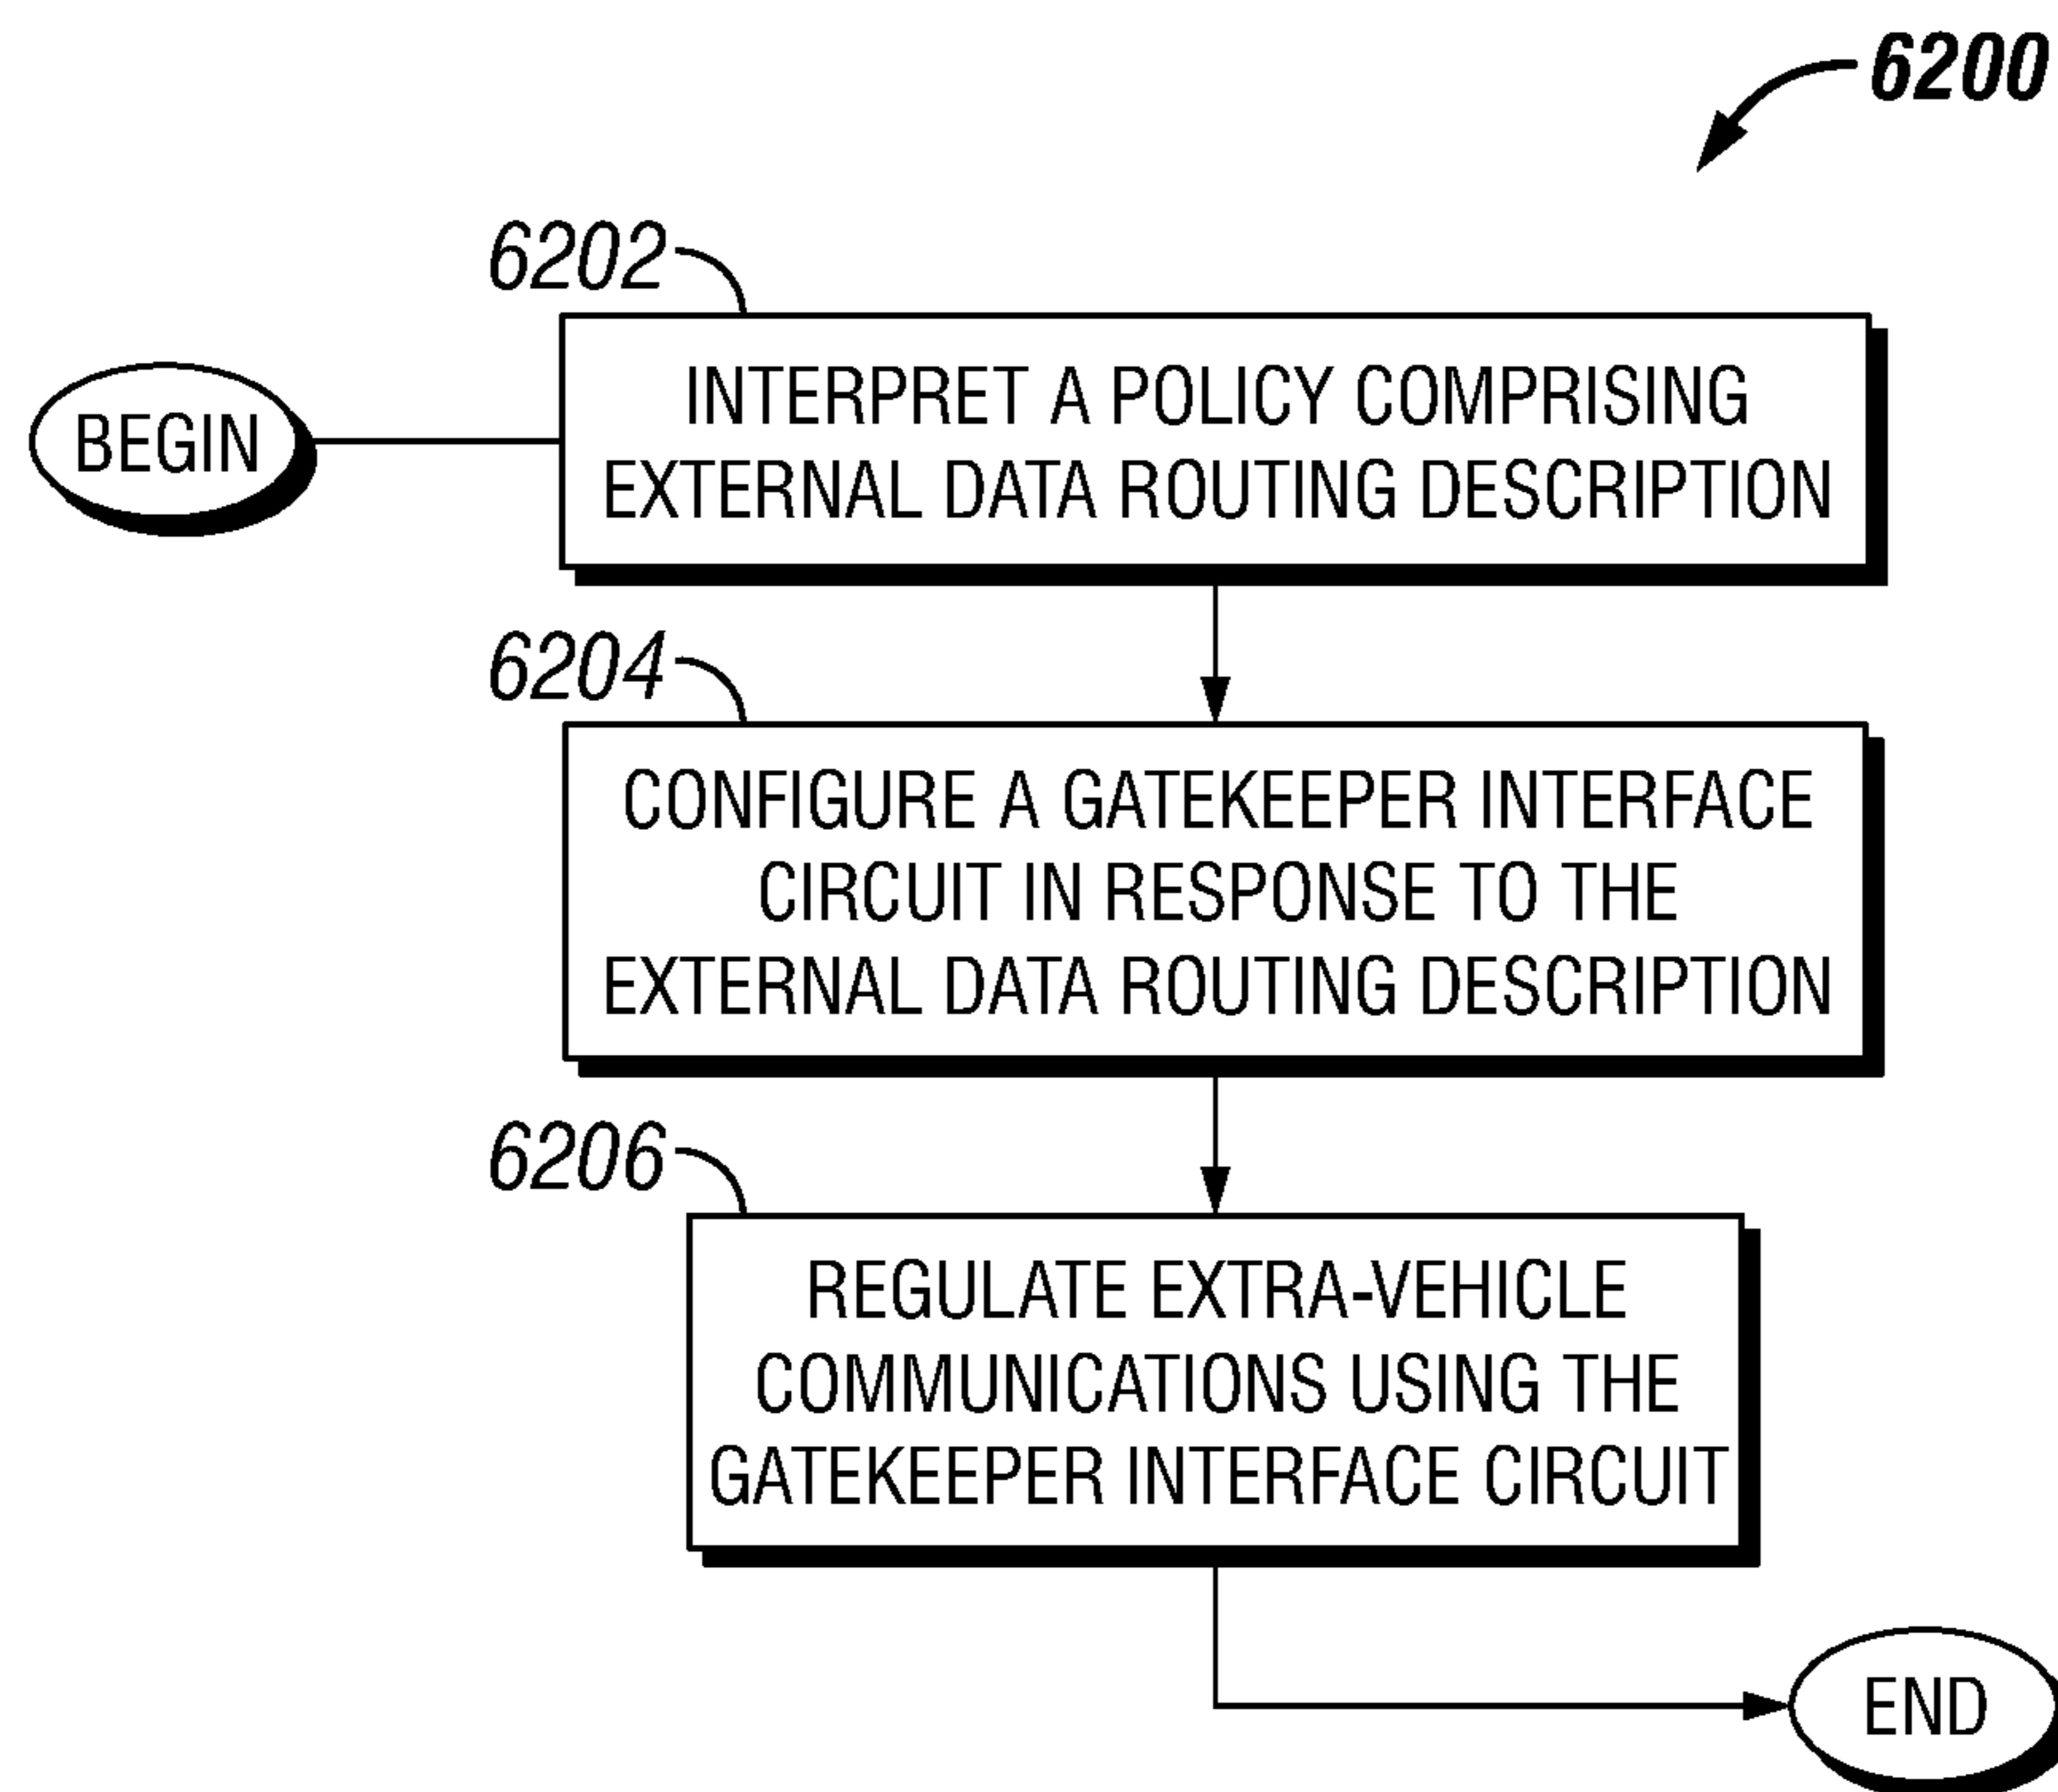 6200
6202
BEGIN
INTERPRET A POLICY COMPRISING
EXTERNAL DATA ROUTING DESCRIPTION
6204
CONFIGURE A GATEKEEPER INTERFACE
CIRCUIT IN RESPONSE TO THE
EXTERNAL DATA ROUTING DESCRIPTION
6206
REGULATE EXTRA-VEHICLE
COMMUNICATIONS USING THE
GATEKEEPER INTERFACE CIRCUIT
END